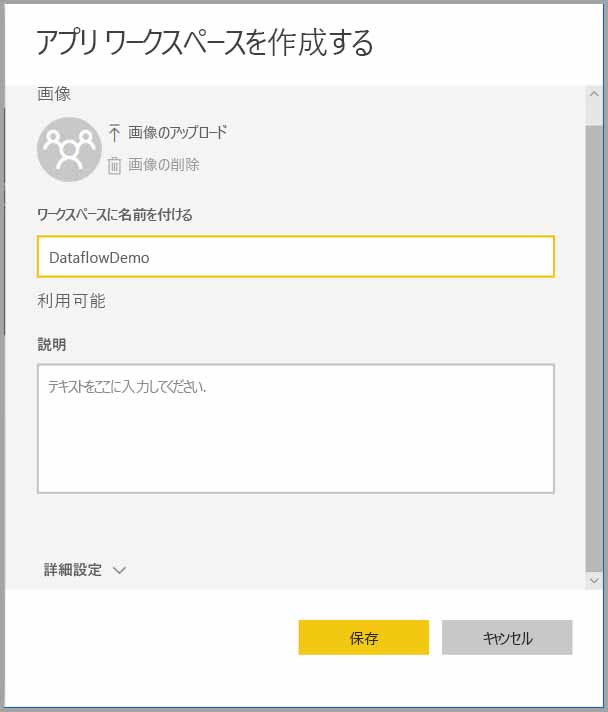 アプリ ワークスペースを作成する
画像
画像のアップロード
画像の削除
ワークスペースに名前を付ける
DataflowDemo
利用可能
説明
テキストをここに入力してください.
詳細設定
保存
キャンセル